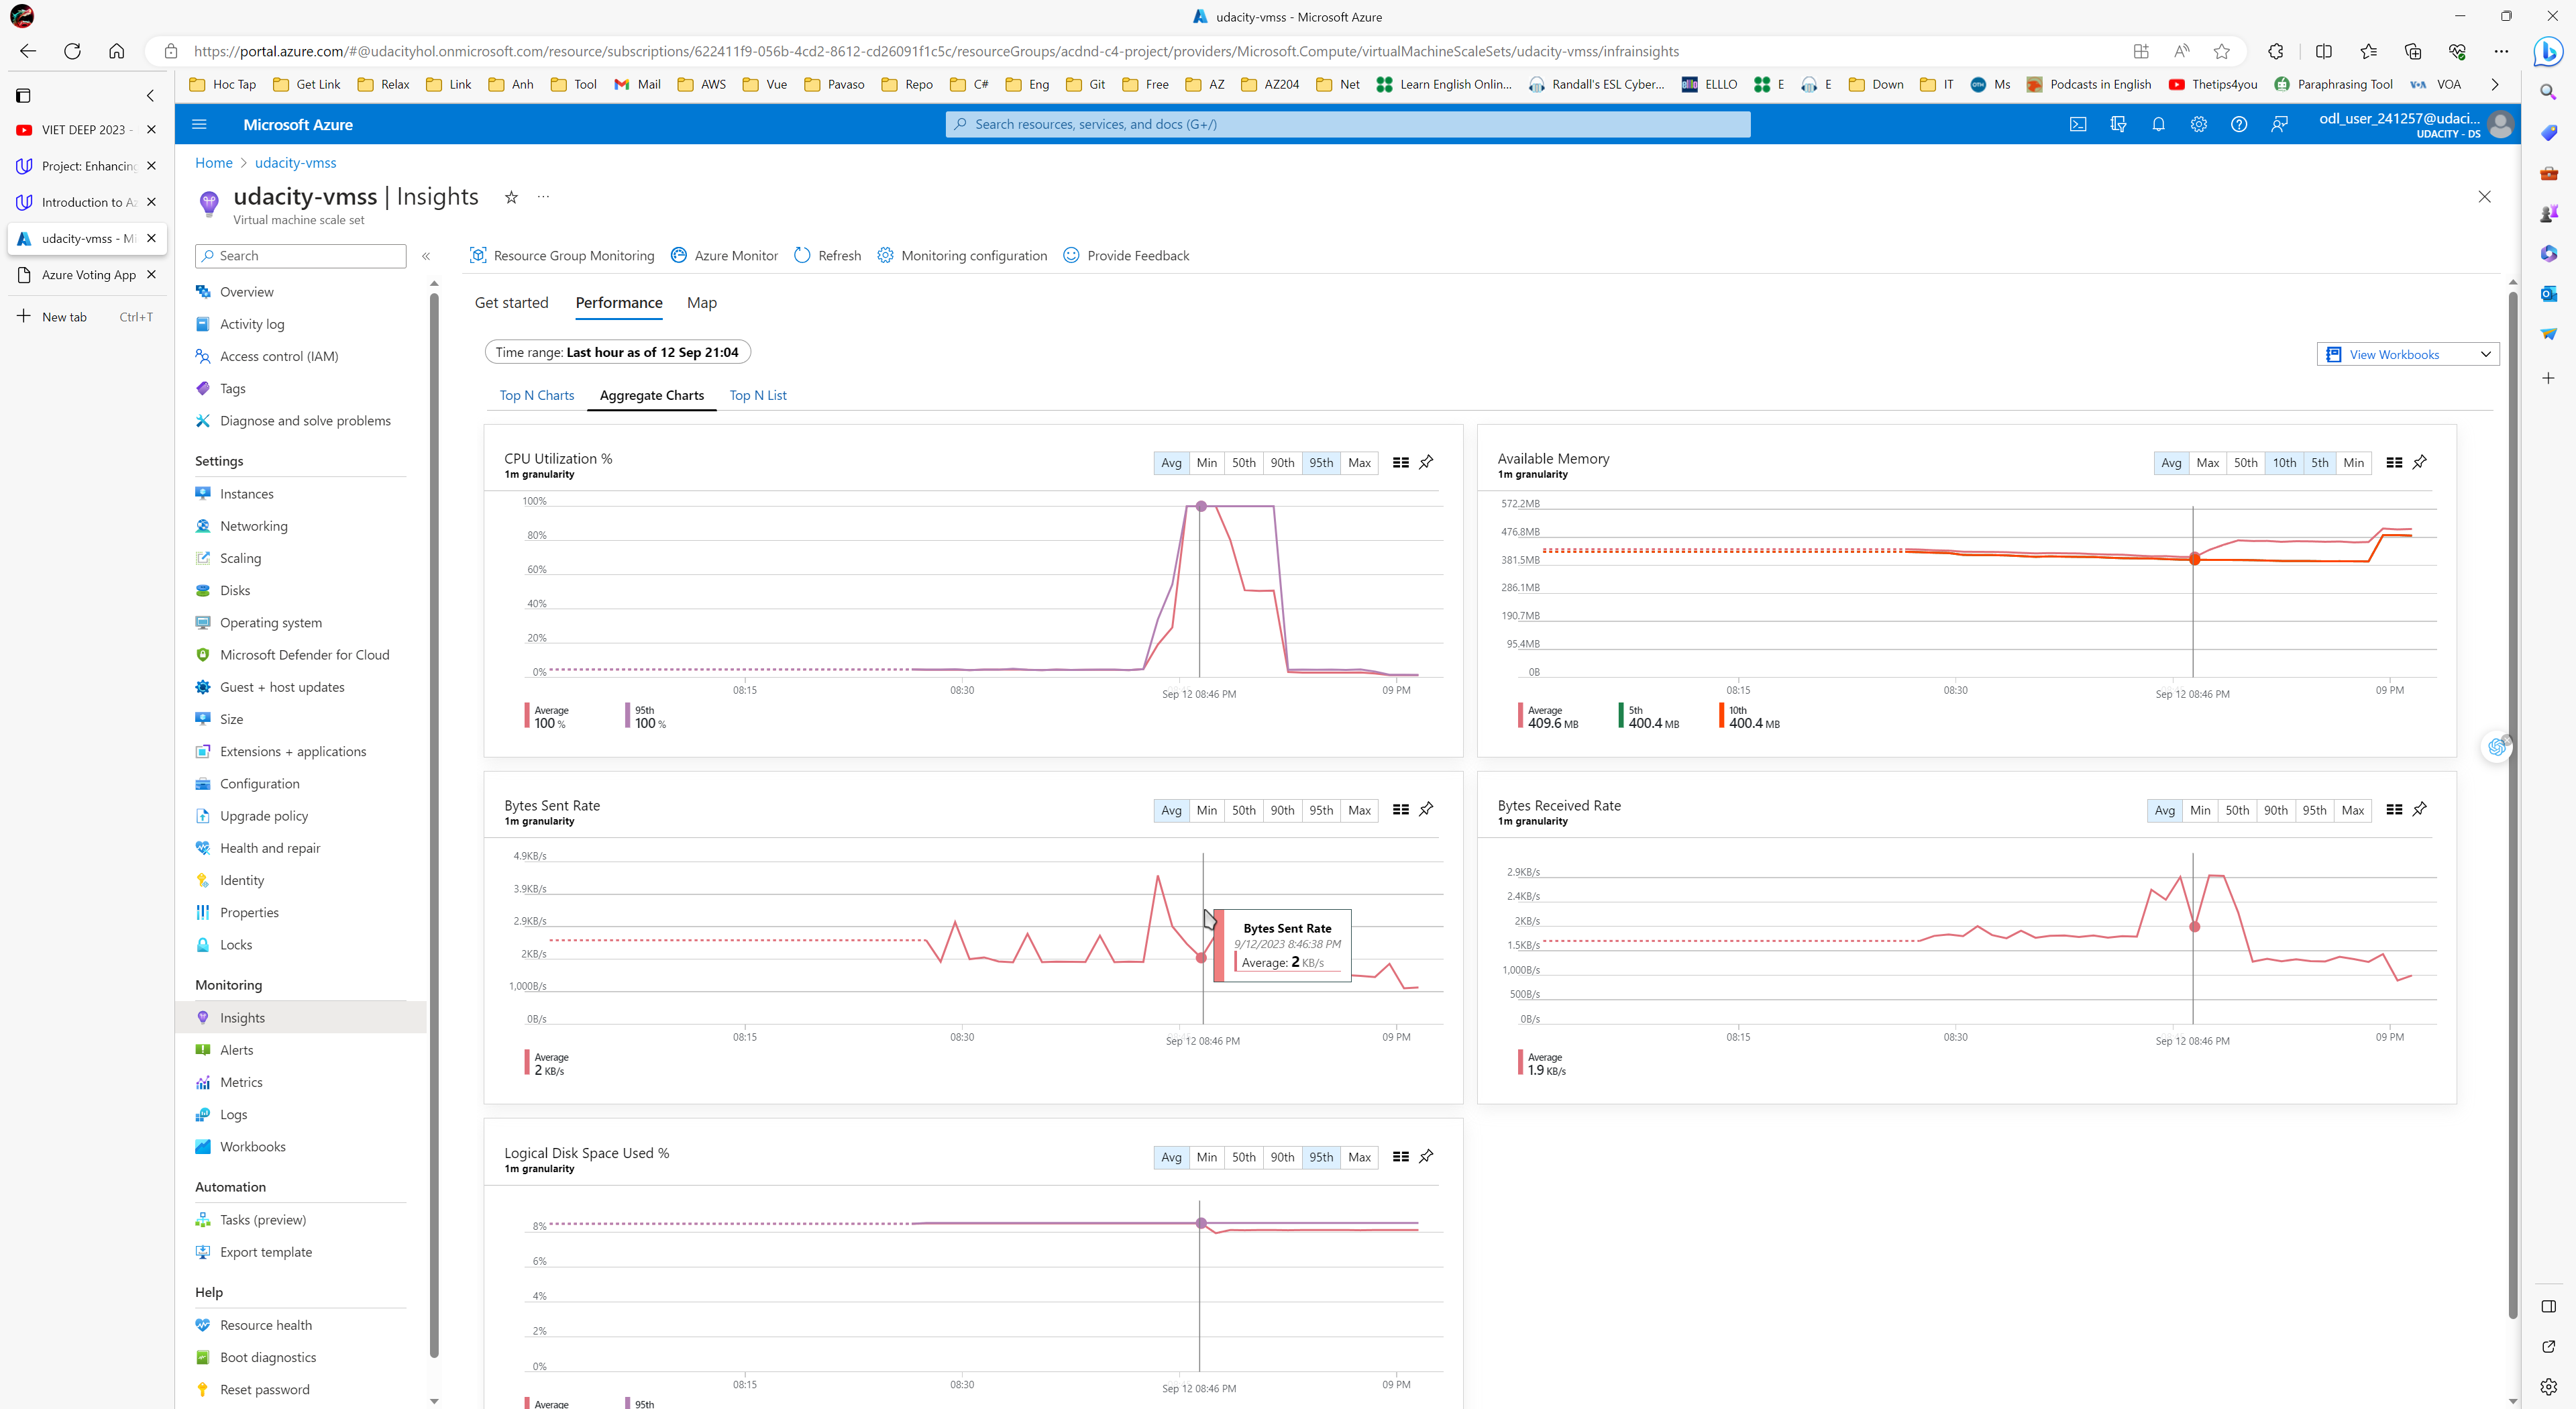 udacity-vmss - Microsoft Azure
https://portal.azure.com/#@udacityhol.onmicrosoft.com/resource/subscriptions/622411f9-056b-4cd2-8612-cd26091f1c5c/resourceGroups/acdnd-c4-project/providers/Microsoft.Compute/virtualMachineScaleSets/udacity-vmss/infrainsights
Hoc Tap Get Link Relax Link Anh Tool Mail AWS Vue Pavaso Repo C# Eng Git Free AZ AZ204 Net Learn English Onlin... Randall's ESL Cyber... ELLLO E E Down IT Ms Podcasts in English Thetips4you Paraphrasing Tool VOA
VIET DEEP 2023 -
Project: Enhancing
Introduction to Az
udacity-vmss - Mi
Azure Voting App
New tab Ctrl+T
Microsoft Azure
Search resources, services, and docs (G+/)
odl_user_241257@udaci...
UDACITY - DS
Home > udacity-vmss
udacity-vmss | Insights
Virtual machine scale set
Search
Overview
Activity log
Access control (IAM)
Tags
Diagnose and solve problems
Settings
Instances
Networking
Scaling
Disks
Operating system
Microsoft Defender for Cloud
Guest + host updates
Size
Extensions + applications
Configuration
Upgrade policy
Health and repair
Identity
Properties
Locks
Monitoring
Insights
Alerts
Metrics
Logs
Workbooks
Automation
Tasks (preview)
Export template
Help
Resource health
Boot diagnostics
Reset password
Resource Group Monitoring Azure Monitor Refresh Monitoring configuration Provide Feedback
Get started Performance Map
Time range: Last hour as of 12 Sep 21:04
View Workbooks
Top N Charts Aggregate Charts Top N List
CPU Utilization %
1m granularity
Avg Min 50th 90th 95th Max
100%
80%
60%
40%
20%
0%
08:15 08:30 Sep 12 08:46 PM 09 PM
Average 95th
100 % 100 %
Available Memory
1m granularity
Avg Max 50th 10th 5th Min
572.2MB
476.8MB
381.5MB
286.1MB
190.7MB
95.4MB
0B
08:15 08:30 Sep 12 08:46 PM 09 PM
Average 5th 10th
409.6 MB 400.4 MB 400.4 MB
Bytes Sent Rate
1m granularity
Avg Min 50th 90th 95th Max
4.9KB/s
3.9KB/s
2.9KB/s
2KB/s
1,000B/s
0B/s
Bytes Sent Rate
9/12/2023 8:46:38 PM
Average: 2 KB/s
08:15 08:30 Sep 12 08:46 PM 09 PM
Average
2 KB/s
Bytes Received Rate
1m granularity
Avg Min 50th 90th 95th Max
2.9KB/s
2.4KB/s
2KB/s
1.5KB/s
1,000B/s
500B/s
0B/s
08:15 08:30 Sep 12 08:46 PM 09 PM
Average
1.9 KB/s
Logical Disk Space Used %
1m granularity
Avg Min 50th 90th 95th Max
8%
6%
4%
2%
0%
08:15 08:30 Sep 12 08:46 PM 09 PM
Average 95th